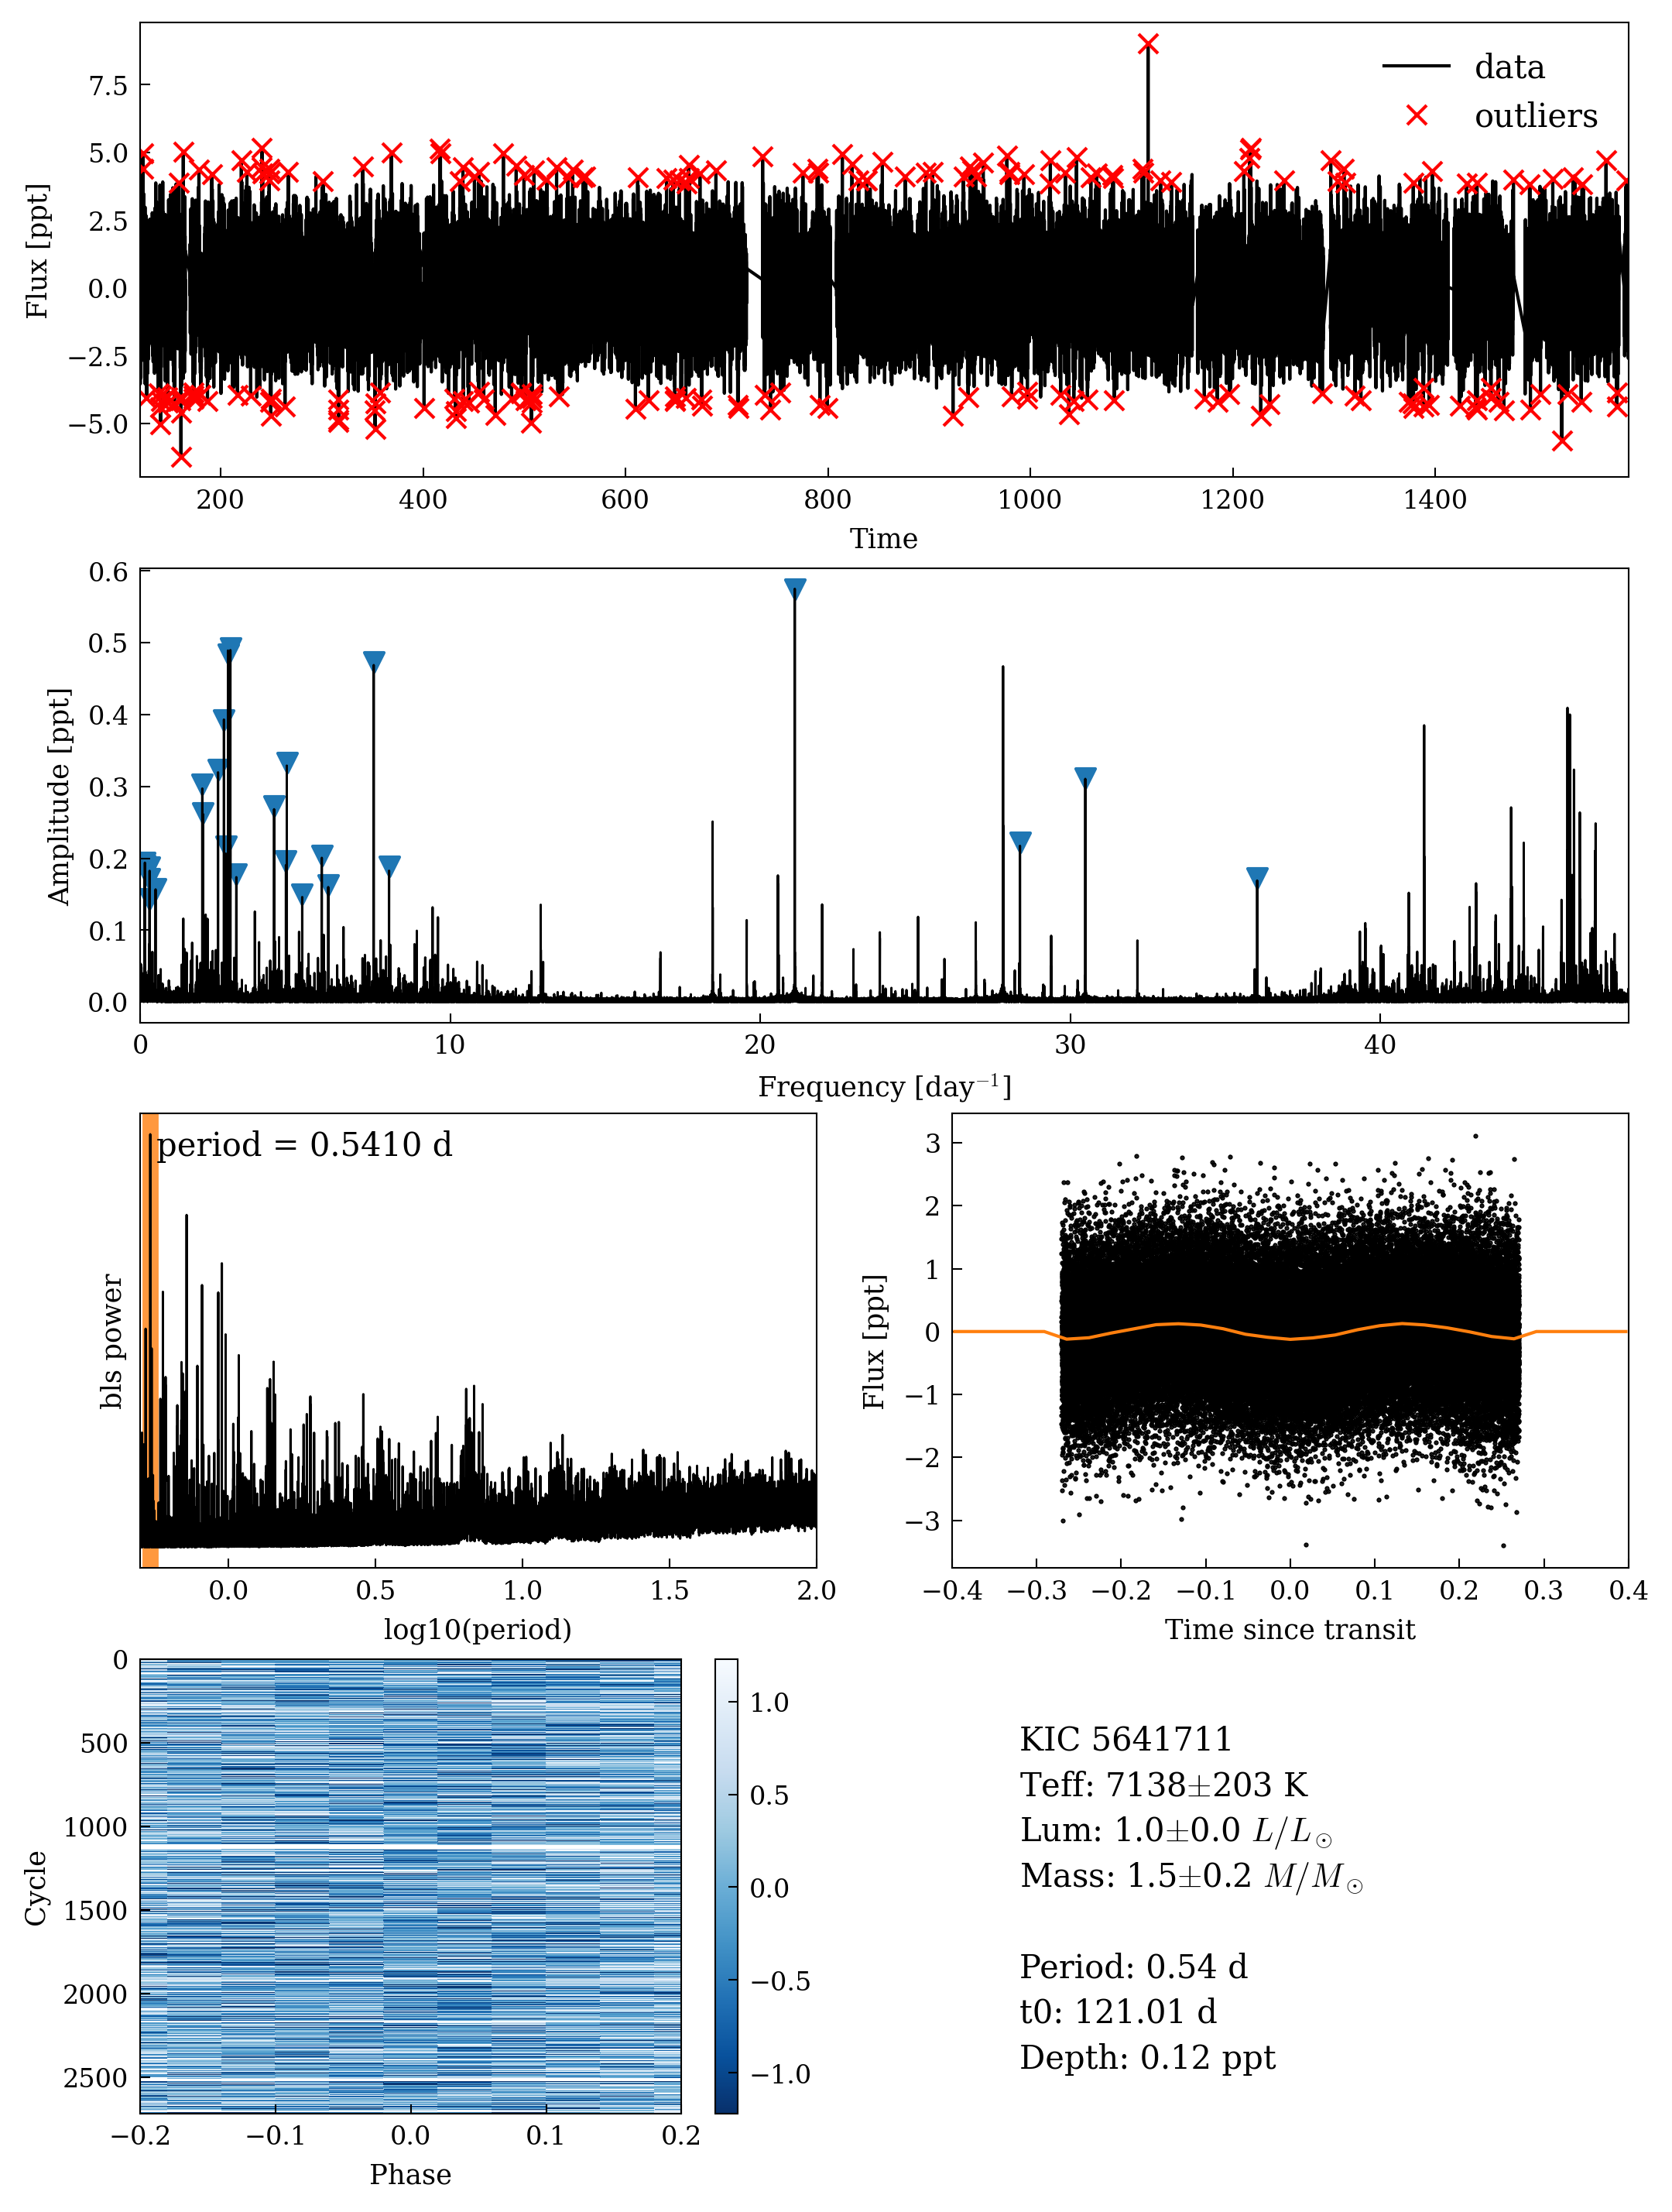 data
outliers
7.5
5.0
2.5
0.0
−2.5
−5.0
Flux [ppt]
200 400 600 800 1000 1200 1400
Time
0.6
0.5
0.4
0.3
0.2
0.1
0.0
Amplitude [ppt]
0 10 20 30 40
Frequency [day⁻¹]
period = 0.5410 d
bls power
0.0 0.5 1.0 1.5 2.0
log10(period)
3
2
1
0
−1
−2
−3
Flux [ppt]
−0.4 −0.3 −0.2 −0.1 0.0 0.1 0.2 0.3 0.4
Time since transit
0
500
1000
1500
2000
2500
Cycle
−0.2 −0.1 0.0 0.1 0.2
Phase
1.0
0.5
0.0
−0.5
−1.0
KIC 5641711
Teff: 7138±203 K
Lum: 1.0±0.0 L/L⊙
Mass: 1.5±0.2 M/M⊙
Period: 0.54 d
t0: 121.01 d
Depth: 0.12 ppt